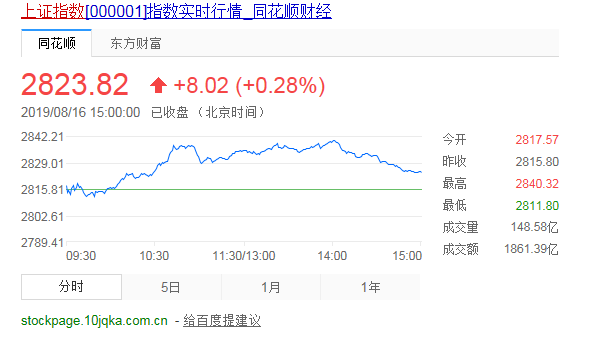 上证指数[000001]指数实时行情_同花顺财经
同花顺 东方财富
2823.82 +8.02 (+0.28%)
2019/08/16 15:00:00 已收盘 （北京时间）
2842.21
2829.01
2815.81
2802.61
2789.41
09:30 10:30 11:30/13:00 14:00 15:00
今开 2817.57
昨收 2815.80
最高 2840.32
最低 2811.80
成交量 148.58亿
成交额 1861.39亿
分时 5日 1月 1年
stockpage.10jqka.com.cn - 给百度提建议